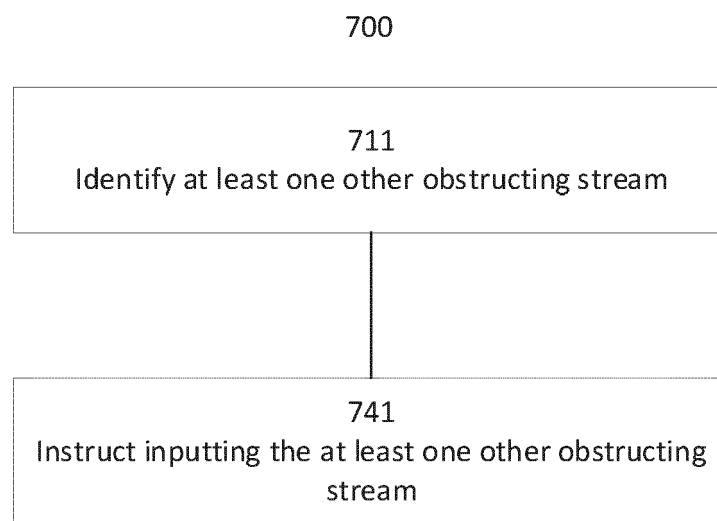 700
711
Identify at least one other obstructing stream
741
Instruct inputting the at least one other obstructing
stream